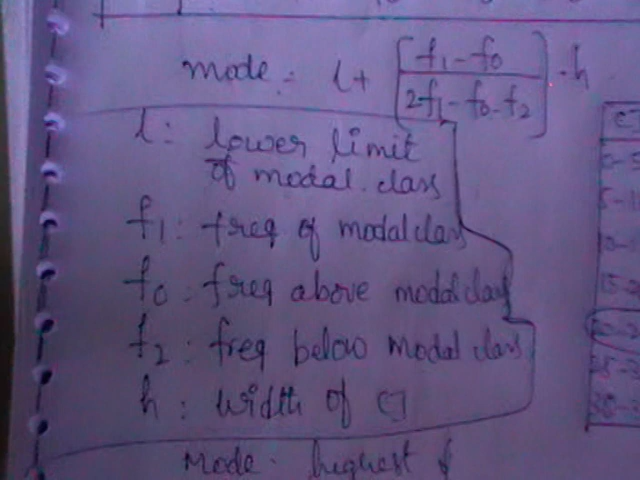 mode = l + [ f1 - f0 / 2f1 - f0 - f2 ] . h
l : lower limit
of modal class
f1 : freq of modal class
f0 : freq above modal class
f2 : freq below modal class
h : width of CI
Mode . highest f